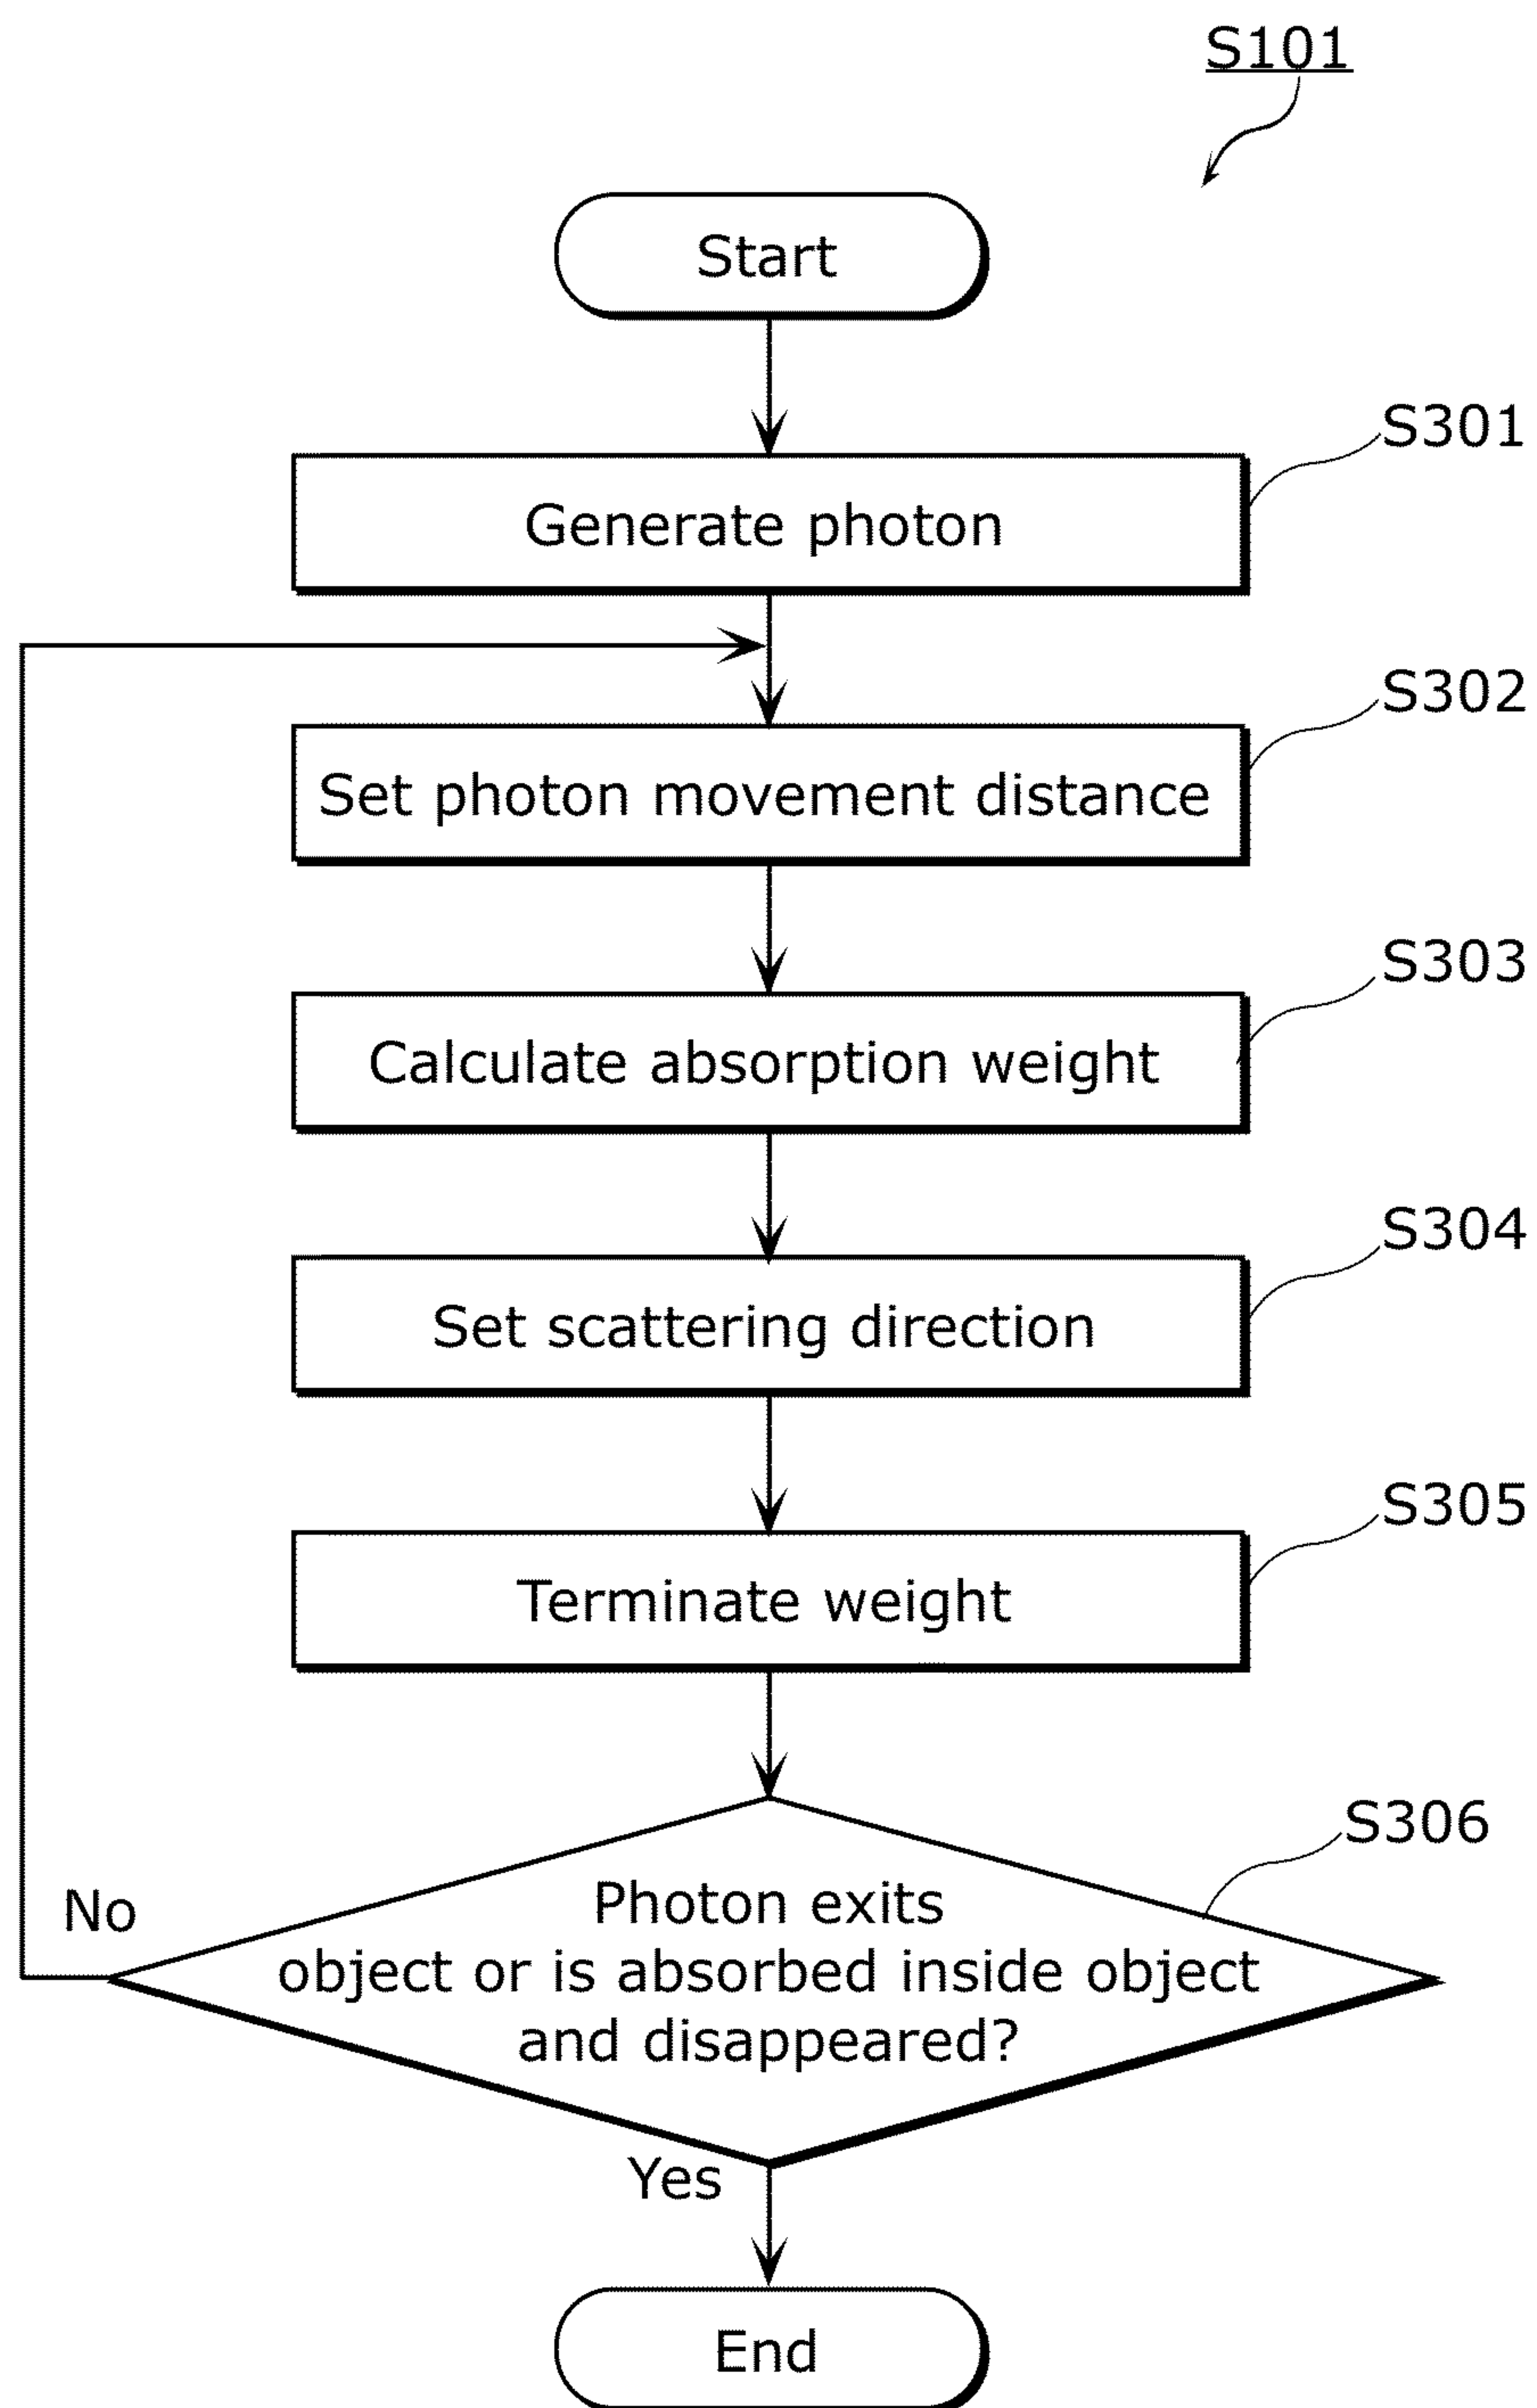 S101
Start
S301
Generate photon
S302
Set photon movement distance
S303
Calculate absorption weight
S304
Set scattering direction
S305
Terminate weight
S306
No
Photon exits
object or is absorbed inside object
and disappeared?
Yes
End